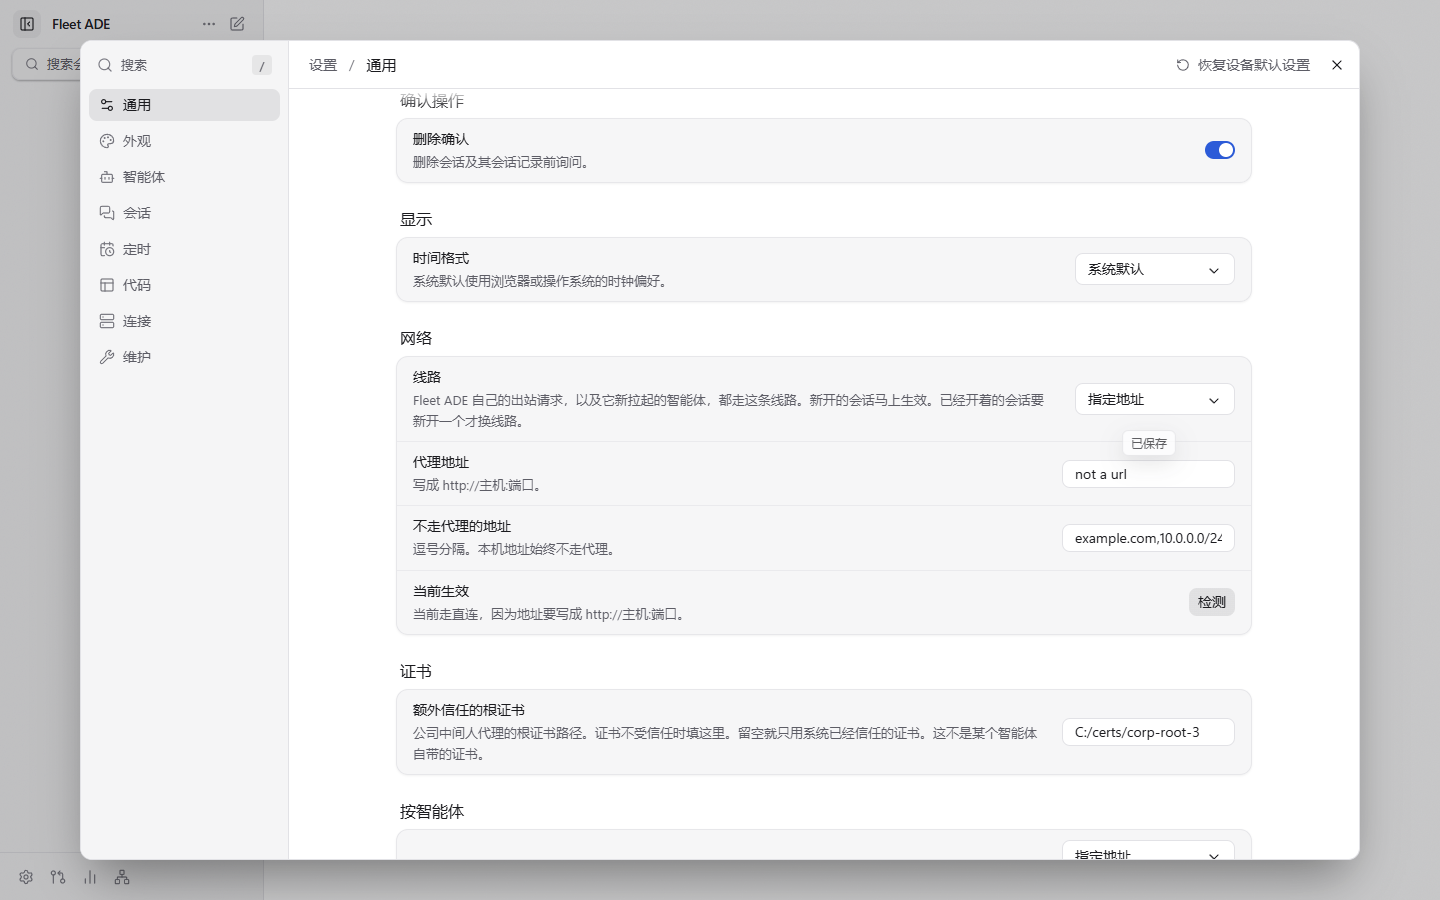 Fleet ADE
搜索会
搜索
/
通用
外观
智能体
会话
定时
代码
连接
维护
设置 / 通用
恢复设备默认设置
确认操作
删除确认
删除会话及其会话记录前询问。
显示
时间格式
系统默认使用浏览器或操作系统的时钟偏好。
系统默认
网络
线路
Fleet ADE 自己的出站请求，以及它新拉起的智能体，都走这条线路。新开的会话马上生效。已经开着的会话要
新开一个才换线路。
指定地址
已保存
代理地址
写成 http://主机:端口。
not a url
不走代理的地址
逗号分隔。本机地址始终不走代理。
example.com,10.0.0.0/24
当前生效
当前走直连，因为地址要写成 http://主机:端口。
检测
证书
额外信任的根证书
公司中间人代理的根证书路径。证书不受信任时填这里。留空就只用系统已经信任的证书。这不是某个智能体
自带的证书。
C:/certs/corp-root-3
按智能体
指定地址